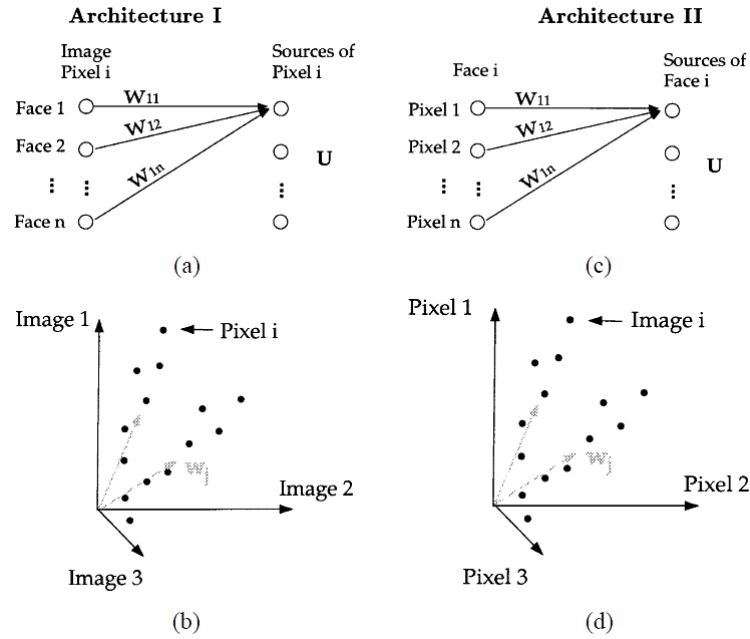 Architecture I
Image
Pixel i
Sources of
Pixel i
Face 1
W11
Face 2
W12
W1n
U
Face n
(a)
Architecture II
Face i
Sources of
Face i
Pixel 1
W11
Pixel 2
W12
W1n
U
Pixel n
(c)
Image 1
Pixel i
wj
Image 2
Image 3
(b)
Pixel 1
Image i
wj
Pixel 2
Pixel 3
(d)